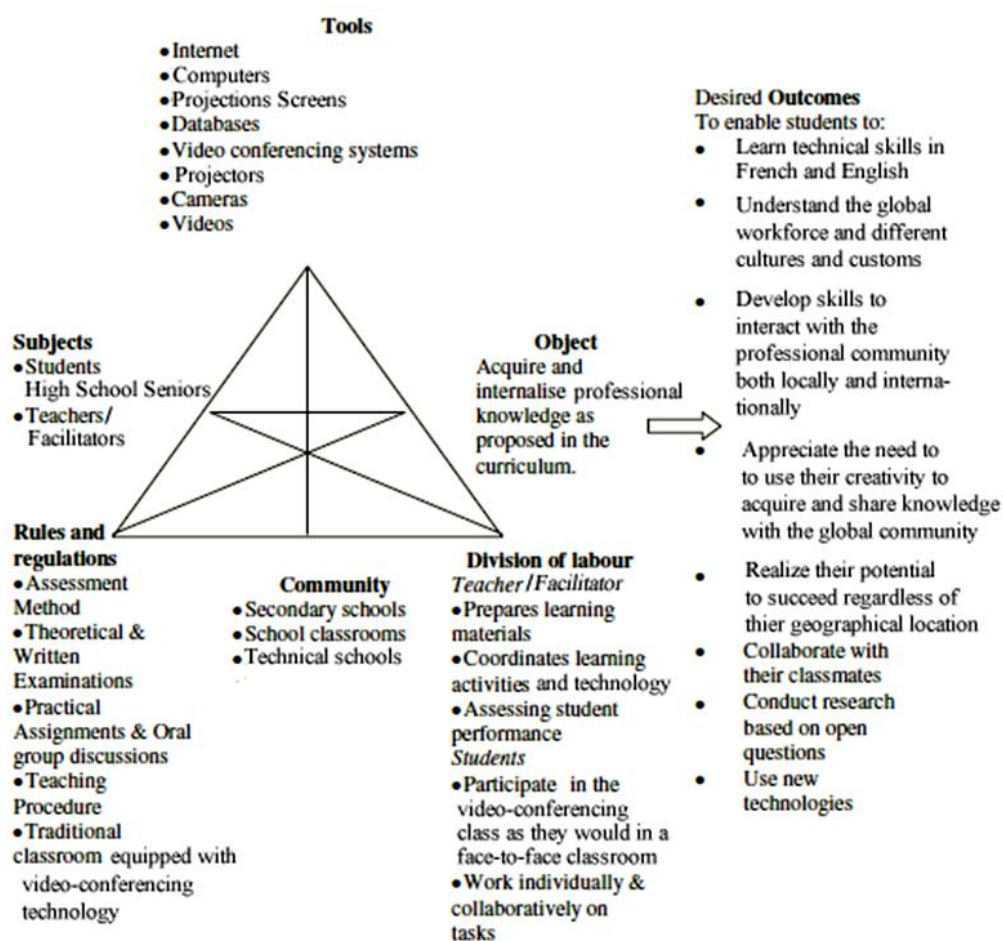 Tools
•Internet
•Computers
•Projections Screens
•Databases
•Video conferencing systems
• Projectors
•Cameras
•Videos
Subjects
•Students
High School Seniors
•Teachers/
Facilitators
Object
Acquire and
internalise professional
knowledge as
proposed in the
curriculum.
Rules and
regulations
•Assessment
Method
•Theoretical &
Written
Examinations
•Practical
Assignments & Oral
group discussions
•Teaching
Procedure
•Traditional
classroom equipped with
video-conferencing
technology
Community
•Secondary schools
•School classrooms
•Technical schools
Division of labour
Teacher/Facilitator
•Prepares learning
materials
•Coordinates learning
activities and technology
•Assessing student
performance
Students
•Participate in the
video-conferencing
class as they would in a
face-to-face classroom
•Work individually &
collaboratively on
tasks
Desired Outcomes
To enable students to:
• Learn technical skills in
French and English
• Understand the global
workforce and different
cultures and customs
• Develop skills to
interact with the
professional community
both locally and interna-
tionally
• Appreciate the need to
to use their creativity to
acquire and share knowledge
with the global community
• Realize their potential
to succeed regardless of
thier geographical location
• Collaborate with
their classmates
• Conduct research
based on open
questions
• Use new
technologies